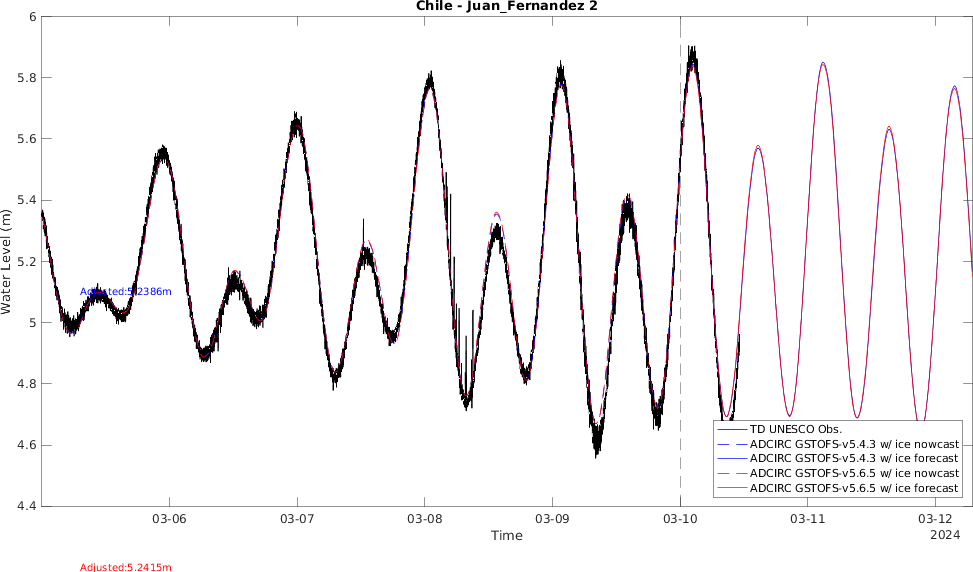 Chile - Juan_Fernandez 2
6
5.8
5.6
5.4
5.2
5
4.8
4.6
4.4
Water Level (m)
Adjusted:5.2386m
TD UNESCO Obs.
ADCIRC GSTOFS-v5.4.3 w/ ice nowcast
ADCIRC GSTOFS-v5.4.3 w/ ice forecast
ADCIRC GSTOFS-v5.6.5 w/ ice nowcast
ADCIRC GSTOFS-v5.6.5 w/ ice forecast
03-06 03-07 03-08 03-09 03-10 03-11 03-12
Time
2024
Adjusted:5.2415m